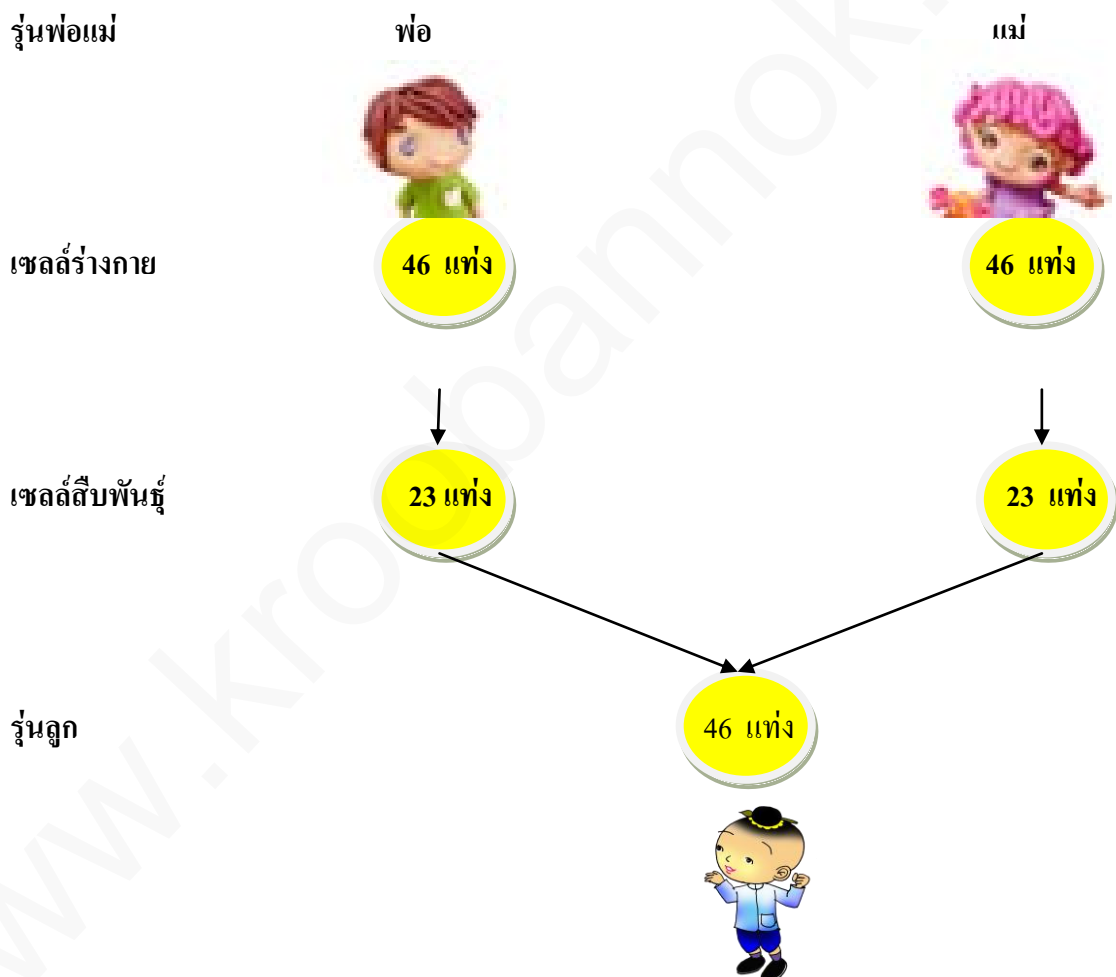 รุ่นพ่อแม่ พ่อ แม่
เซลล์ร่างกาย 46 แท่ง 46 แท่ง
เซลล์สืบพันธุ์ 23 แท่ง 23 แท่ง
รุ่นลูก 46 แท่ง
www.kroobannok.